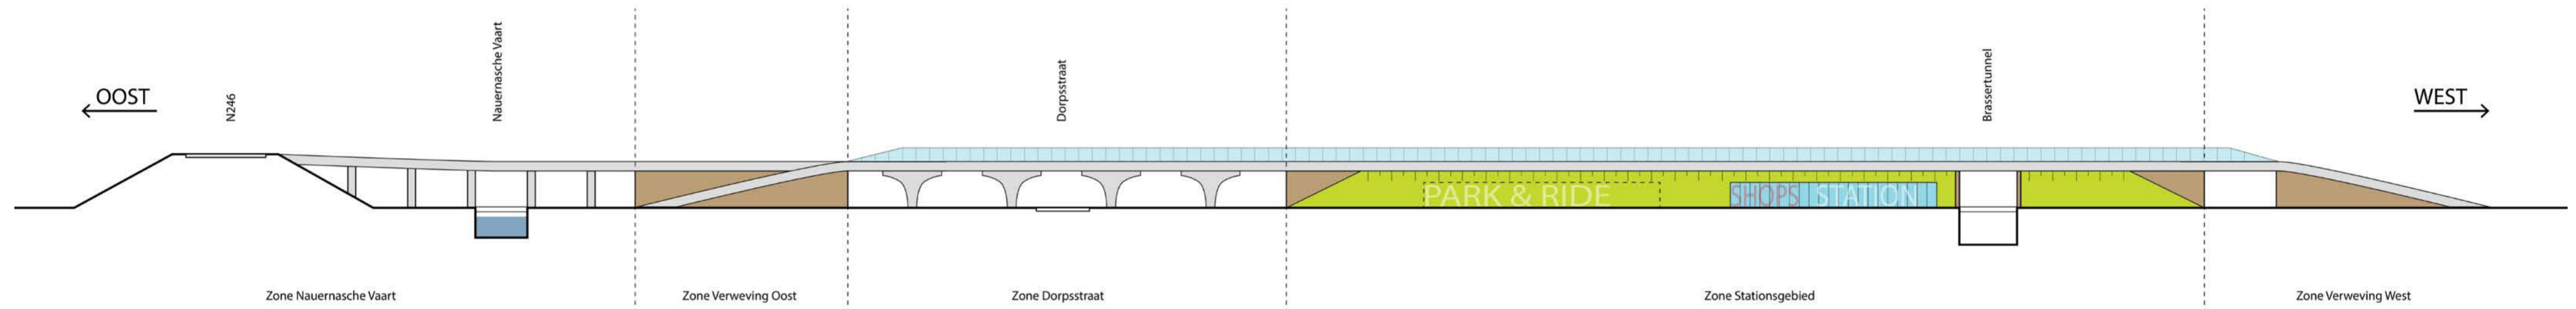 OOST
N246
Nauernasche Vaart
Dorpsstraat
Brassertunnel
WEST
PARK & RIDE
SHOPS
STATION
Zone Nauernasche Vaart
Zone Verweving Oost
Zone Dorpsstraat
Zone Stationsgebied
Zone Verweving West